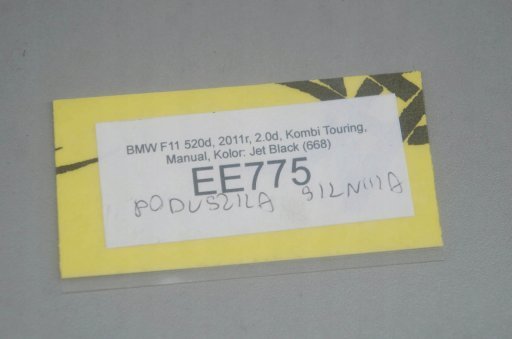 BMW F11 520d, 2011r, 2.0d, Kombi Touring,
Manual, Kolor: Jet Black (668)
EE775
PODUSZKA SILNIKA